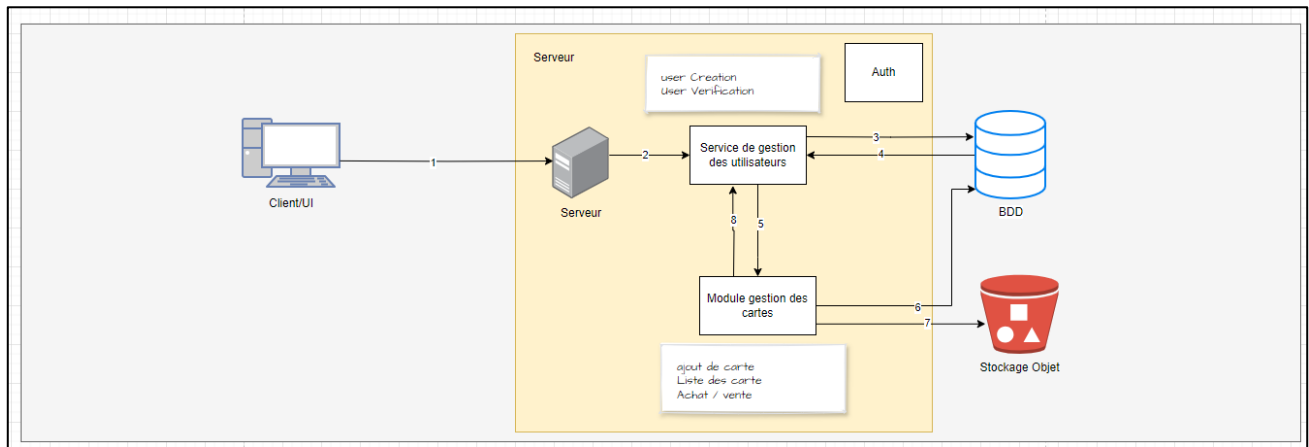 Serveur
user Creation
User Verification
Auth
Client/UI
1
Serveur
2
Service de gestion
des utilisateurs
3
4
BDD
8
5
Module gestion des
cartes
6
7
Stockage Objet
ajout de carte
Liste des carte
Achat / vente